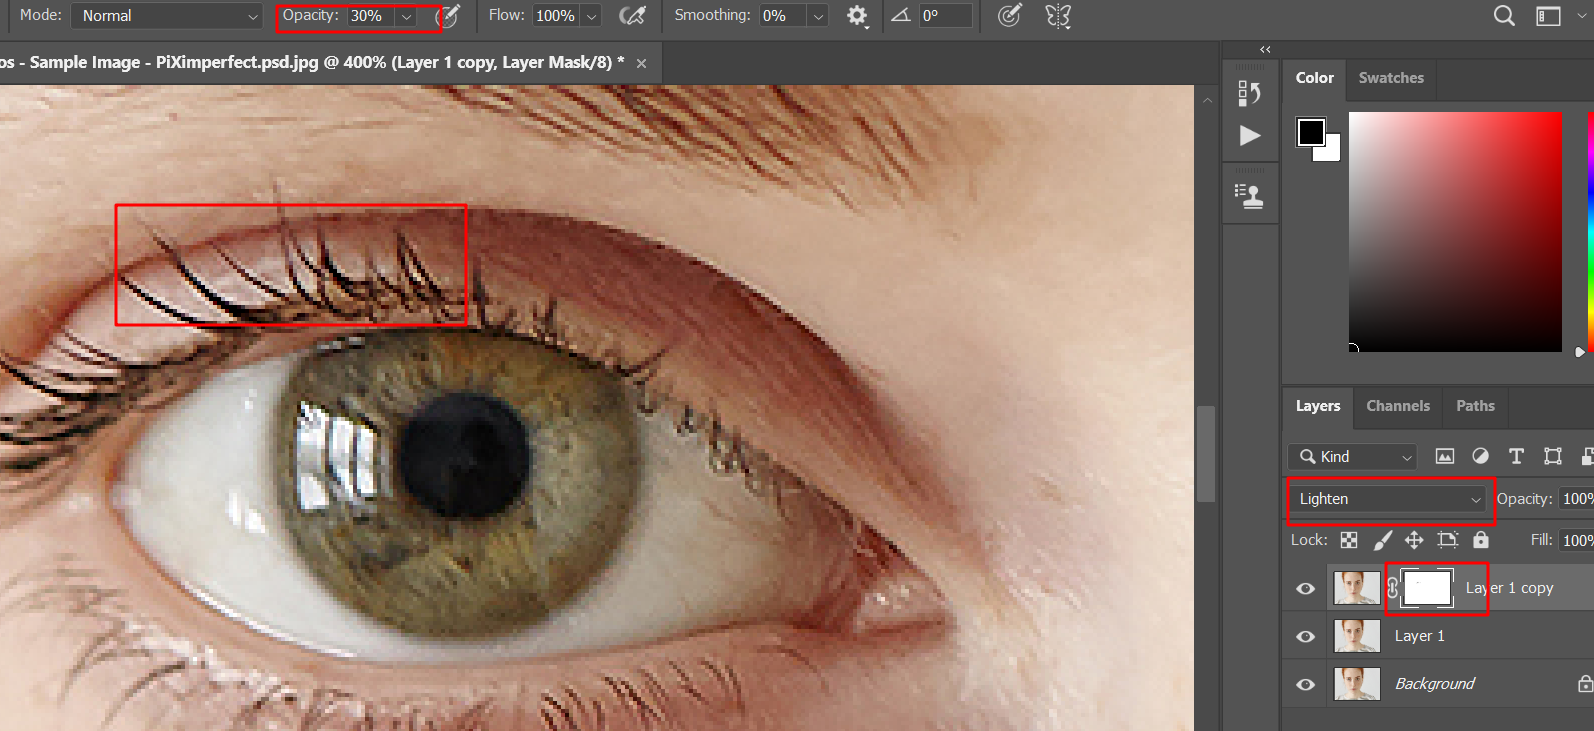 Mode: Normal Opacity: 30% Flow: 100% Smoothing: 0% 0°
os - Sample Image - PiXimperfect.psd.jpg @ 400% (Layer 1 copy, Layer Mask/8) * ×
Color Swatches
Layers Channels Paths
Kind
Lighten Opacity: 100%
Lock: Fill: 100%
Layer 1 copy
Layer 1
Background